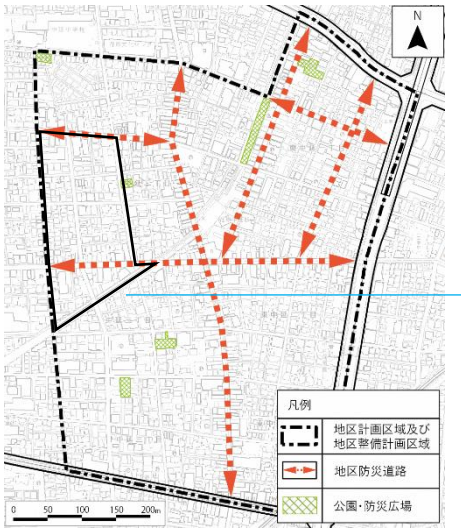 N
凡例
地区計画区域及び
地区整備計画区域
地区防災道路
公園・防災広場
0 50 100 150 200m